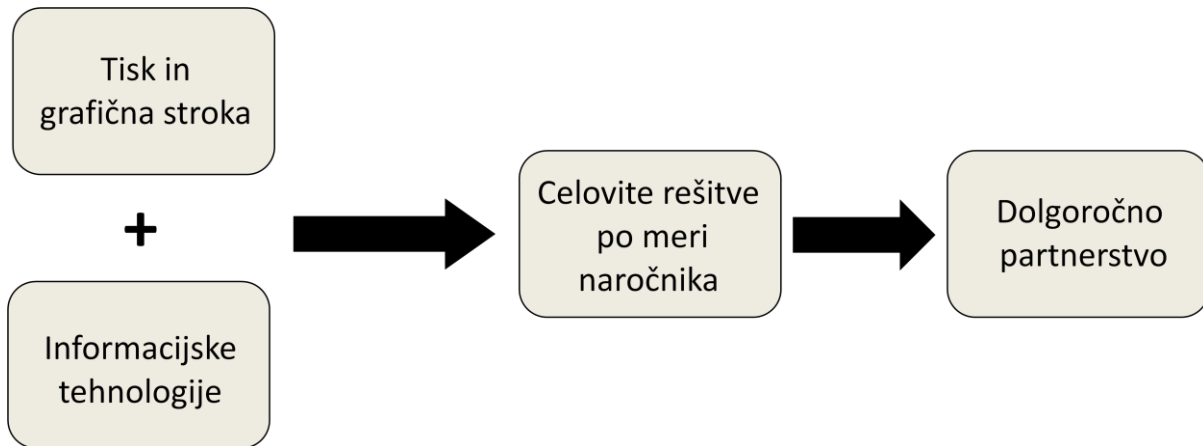 Tisk in
grafična stroka
+
Informacijske
tehnologije
Celovite rešitve
po meri
naročnika
Dolgoročno
partnerstvo